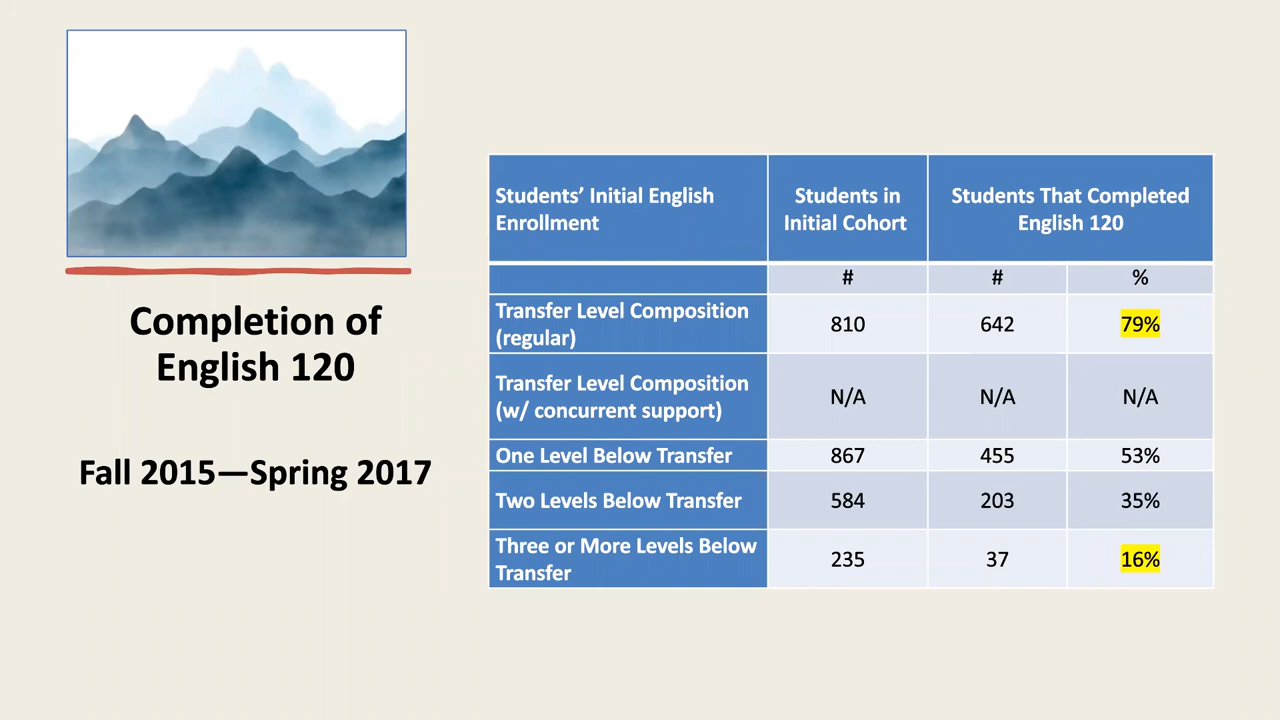 Completion of
English 120
Fall 2015—Spring 2017
Students' Initial English
Enrollment
Students in
Initial Cohort
Students That Completed
English 120
# # %
Transfer Level Composition
(regular)
810 642 79%
Transfer Level Composition
(w/ concurrent support)
N/A N/A N/A
One Level Below Transfer 867 455 53%
Two Levels Below Transfer 584 203 35%
Three or More Levels Below
Transfer
235 37 16%